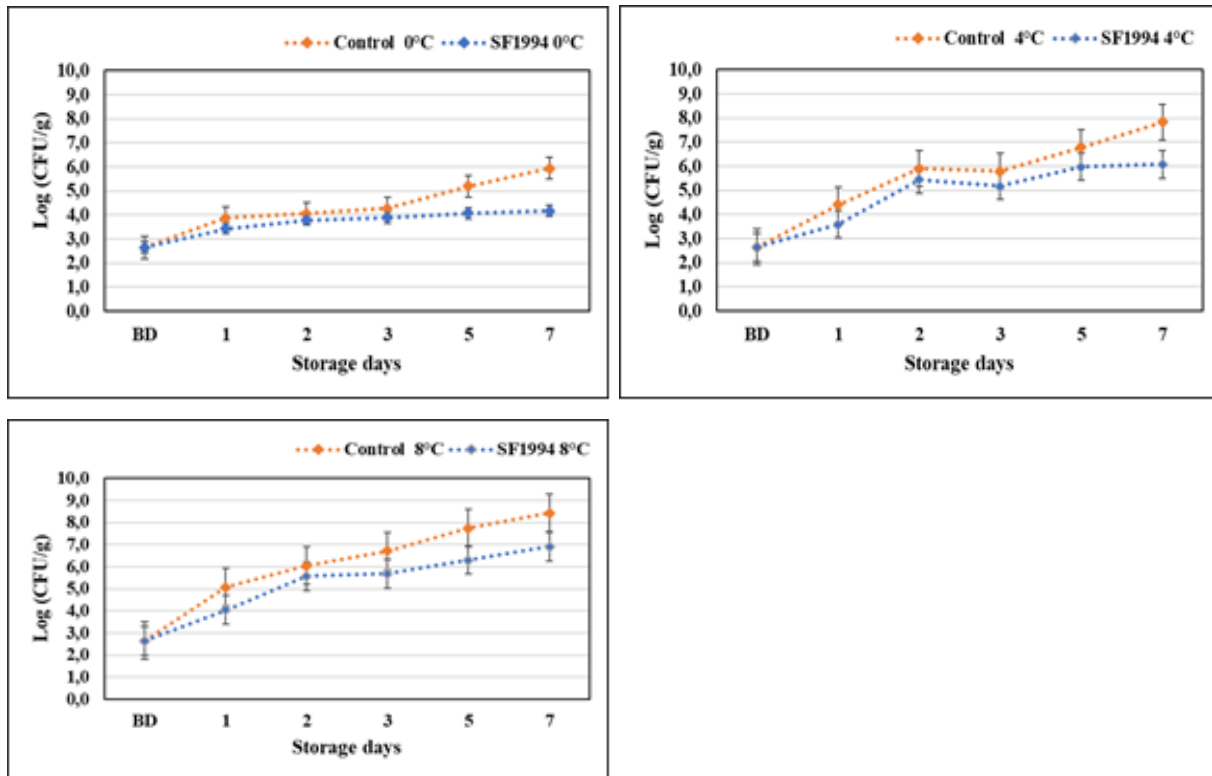 Control 0°C SF1994 0°C
10,0
9,0
8,0
7,0
6,0
5,0
4,0
3,0
2,0
1,0
0,0
Log (CFU/g)
BD 1 2 3 5 7
Storage days
Control 4°C SF1994 4°C
10,0
9,0
8,0
7,0
6,0
5,0
4,0
3,0
2,0
1,0
0,0
Log (CFU/g)
BD 1 2 3 5 7
Storage days
Control 8°C SF1994 8°C
10,0
9,0
8,0
7,0
6,0
5,0
4,0
3,0
2,0
1,0
0,0
Log (CFU/g)
BD 1 2 3 5 7
Storage days